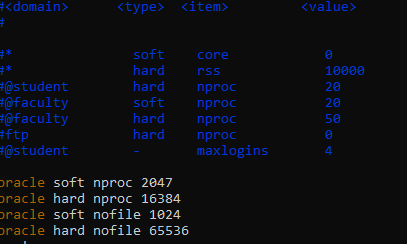 #<domain>      <type>  <item>         <value>
#
#*               soft    core            0
#*               hard    rss             10000
#@student        hard    nproc           20
#@faculty        soft    nproc           20
#@faculty        hard    nproc           50
#ftp             hard    nproc           0
#@student        -       maxlogins       4
oracle soft nproc 2047
oracle hard nproc 16384
oracle soft nofile 1024
oracle hard nofile 65536